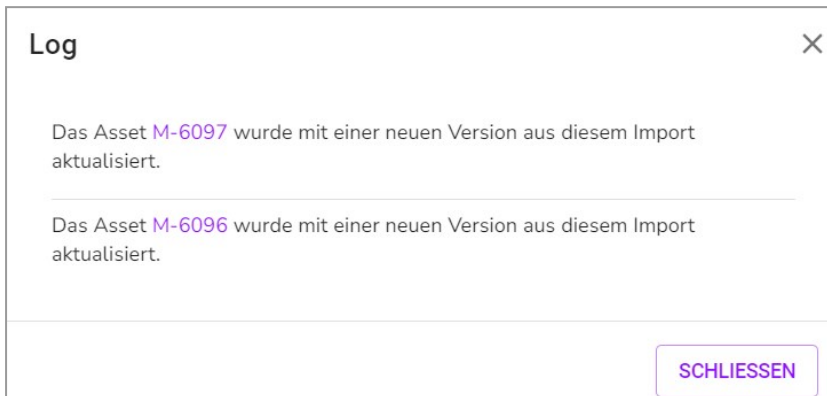 Log
Das Asset M-6097 wurde mit einer neuen Version aus diesem Import
aktualisiert.
Das Asset M-6096 wurde mit einer neuen Version aus diesem Import
aktualisiert.
SCHLIESSEN